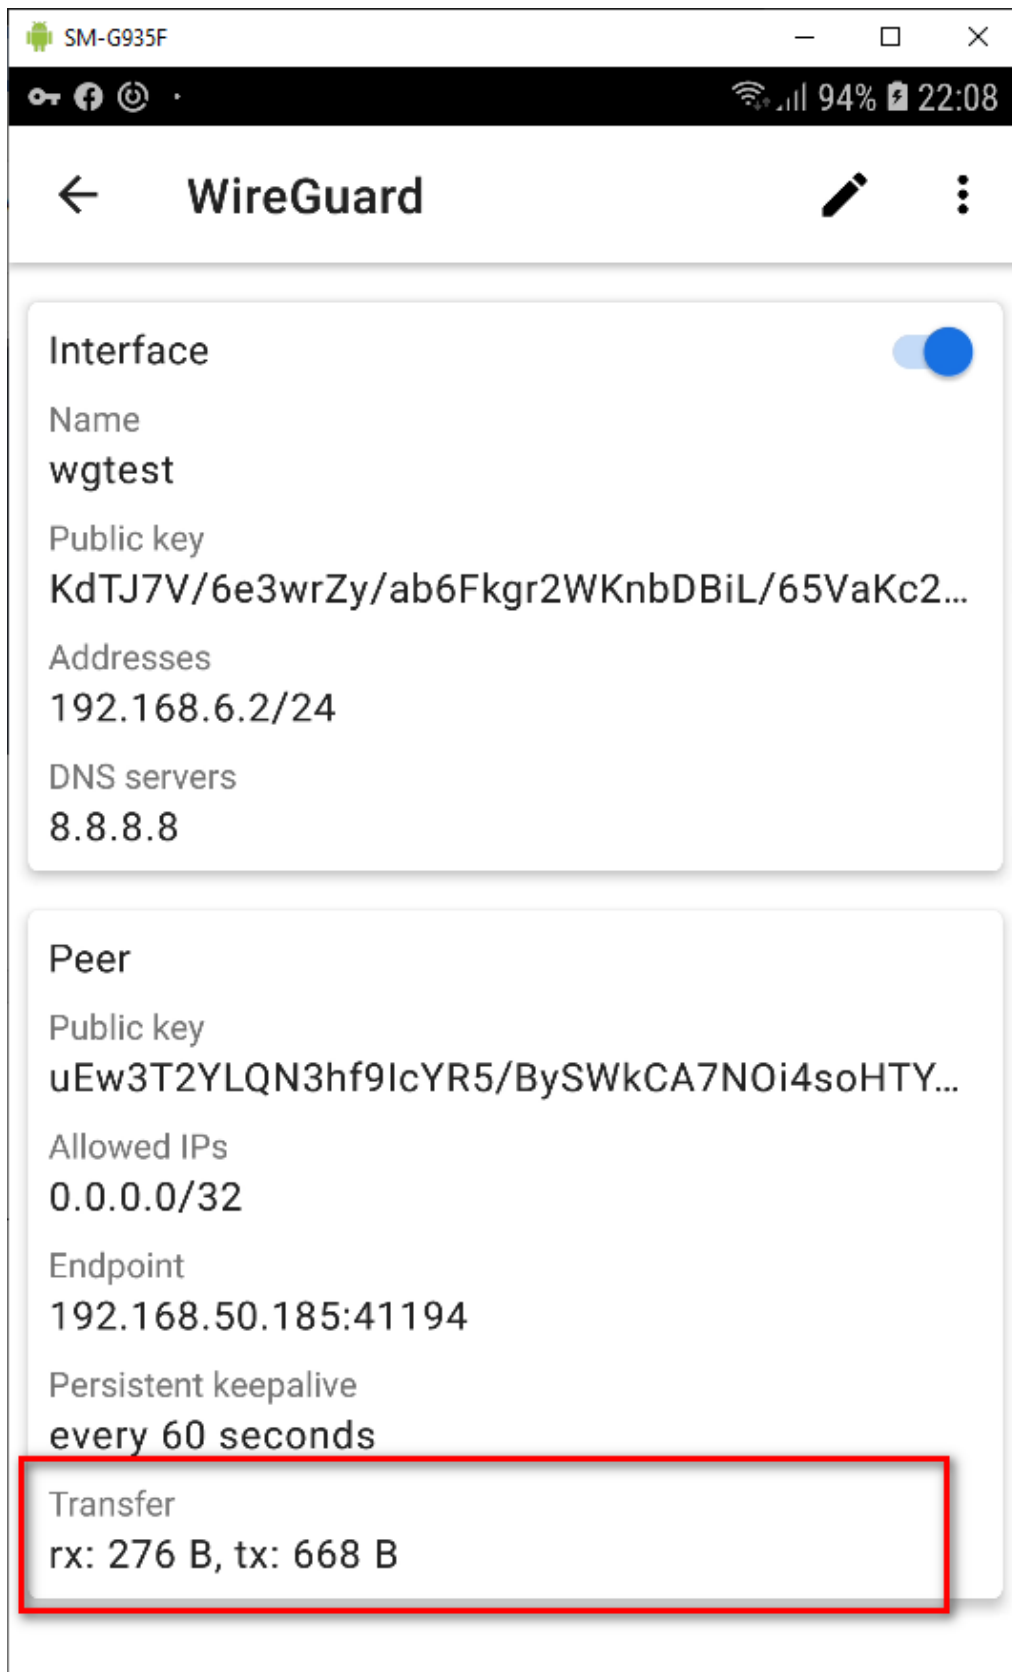 SM-G935F
94% 22:08
WireGuard
Interface
Name
wgtest
Public key
KdTJ7V/6e3wrZy/ab6Fkgr2WKnbDBiL/65VaKc2...
Addresses
192.168.6.2/24
DNS servers
8.8.8.8
Peer
Public key
uEw3T2YLQN3hf9IcYR5/BySWkCA7NOi4soHTY...
Allowed IPs
0.0.0.0/32
Endpoint
192.168.50.185:41194
Persistent keepalive
every 60 seconds
Transfer
rx: 276 B, tx: 668 B